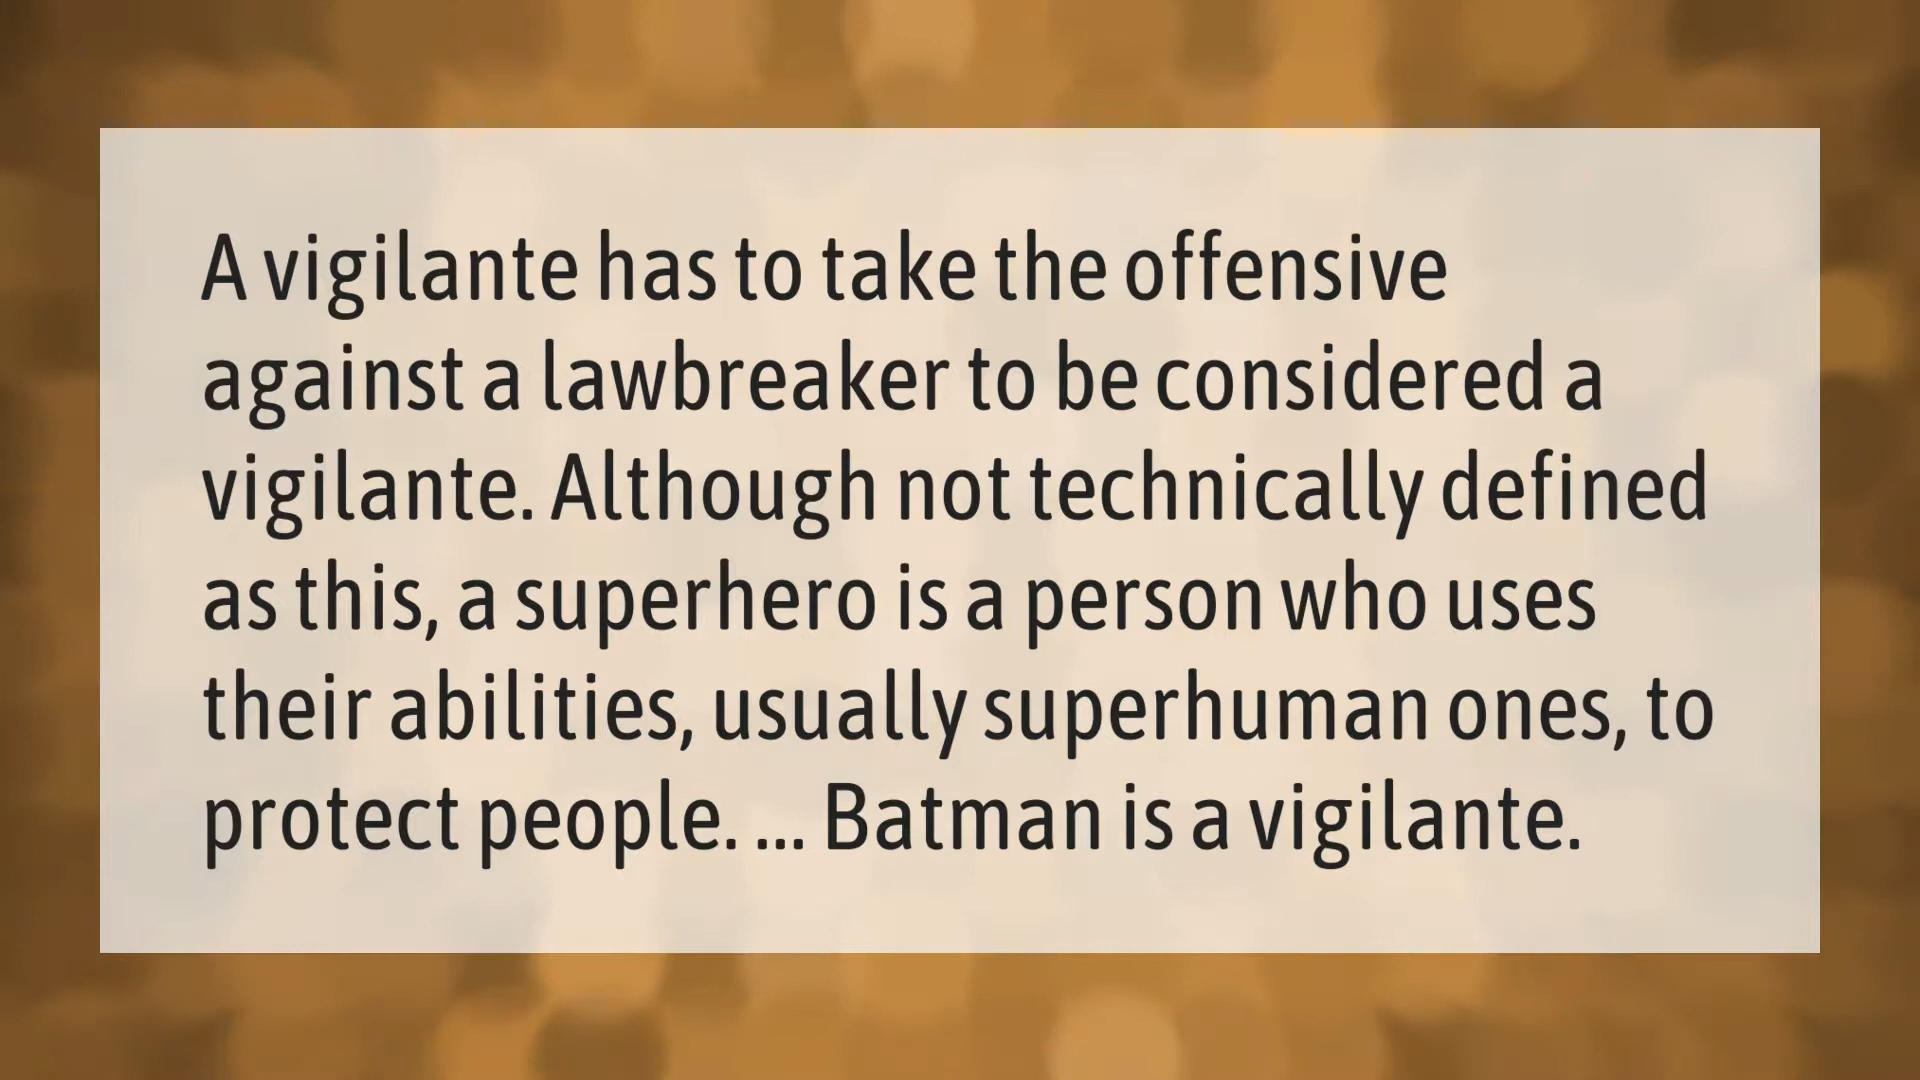 A vigilante has to take the offensive
against a lawbreaker to be considered a
vigilante. Although not technically defined
as this, a superhero is a person who uses
their abilities, usually superhuman ones, to
protect people. ... Batman is a vigilante.